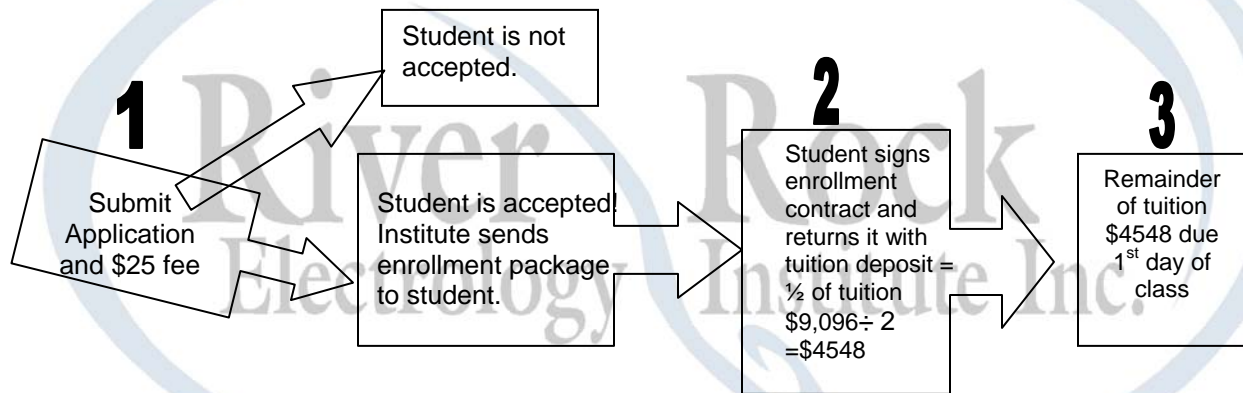 1
Submit
Application
and $25 fee
Student is not
accepted.
Student is accepted!
Institute sends
enrollment package
to student.
2
Student signs
enrollment
contract and
returns it with
tuition deposit =
½ of tuition
$9,096÷ 2
=$4548
3
Remainder
of tuition
$4548 due
1st day of
class
River Rock
Electrology Institute Inc.